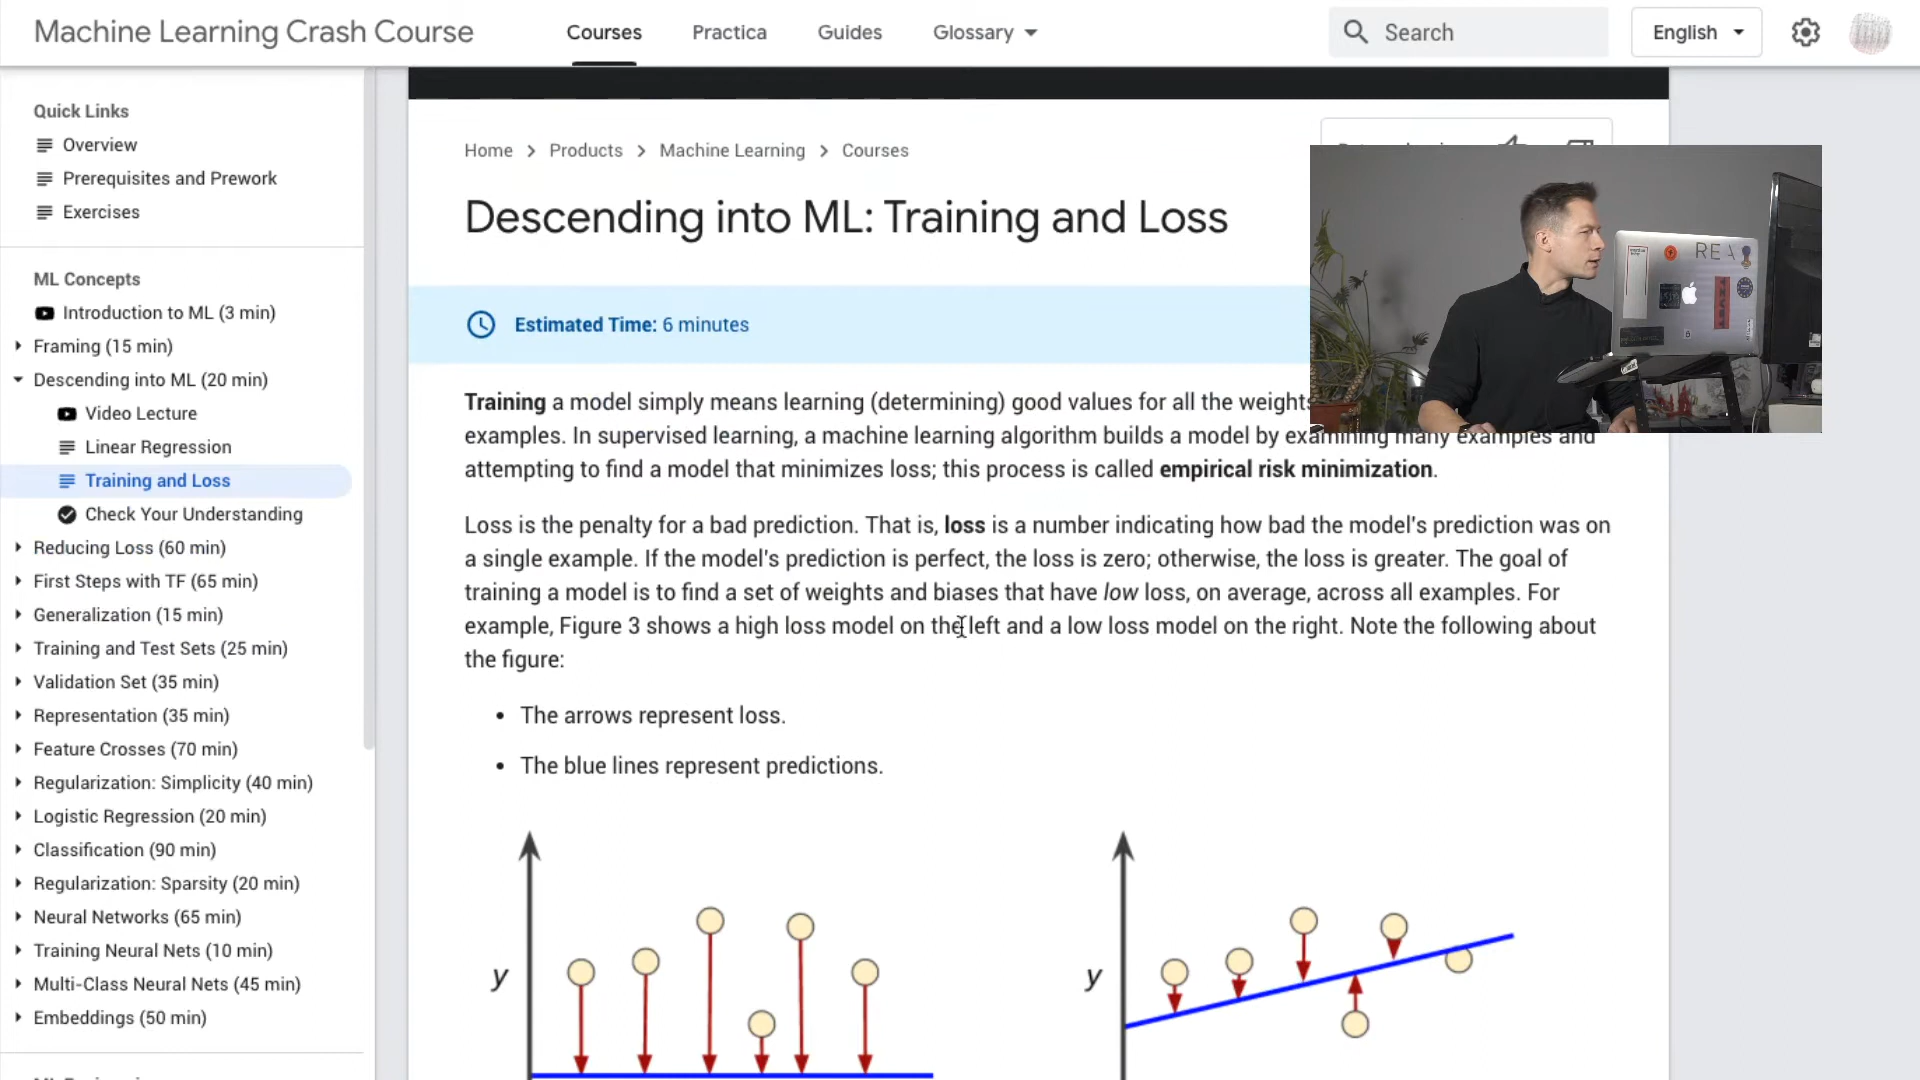 Machine Learning Crash Course
Courses
Practica
Guides
Glossary
Search
English
Quick Links
Overview
Prerequisites and Prework
Exercises
ML Concepts
Introduction to ML (3 min)
Framing (15 min)
Descending into ML (20 min)
Video Lecture
Linear Regression
Training and Loss
Check Your Understanding
Reducing Loss (60 min)
First Steps with TF (65 min)
Generalization (15 min)
Training and Test Sets (25 min)
Validation Set (35 min)
Representation (35 min)
Feature Crosses (70 min)
Regularization: Simplicity (40 min)
Logistic Regression (20 min)
Classification (90 min)
Regularization: Sparsity (20 min)
Neural Networks (65 min)
Training Neural Nets (10 min)
Multi-Class Neural Nets (45 min)
Embeddings (50 min)
Home > Products > Machine Learning > Courses
Descending into ML: Training and Loss
Estimated Time: 6 minutes
Training a model simply means learning (determining) good values for all the weights
examples. In supervised learning, a machine learning algorithm builds a model by examining many examples and
attempting to find a model that minimizes loss; this process is called empirical risk minimization.
Loss is the penalty for a bad prediction. That is, loss is a number indicating how bad the model's prediction was on
a single example. If the model's prediction is perfect, the loss is zero; otherwise, the loss is greater. The goal of
training a model is to find a set of weights and biases that have low loss, on average, across all examples. For
example, Figure 3 shows a high loss model on the left and a low loss model on the right. Note the following about
the figure:
• The arrows represent loss.
• The blue lines represent predictions.
y
y
REA